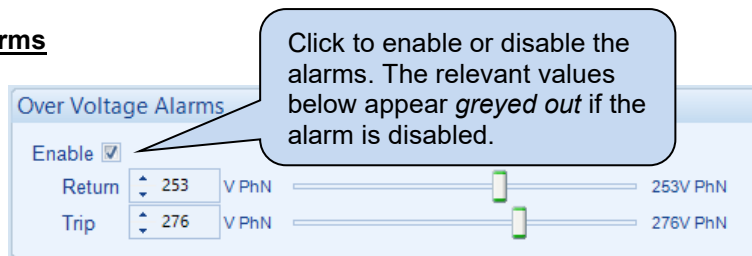 rms
Click to enable or disable the
alarms. The relevant values
below appear greyed out if the
alarm is disabled.
Over Voltage Alarms
Enable
Return 253 V PhN 253V PhN
Trip 276 V PhN 276V PhN